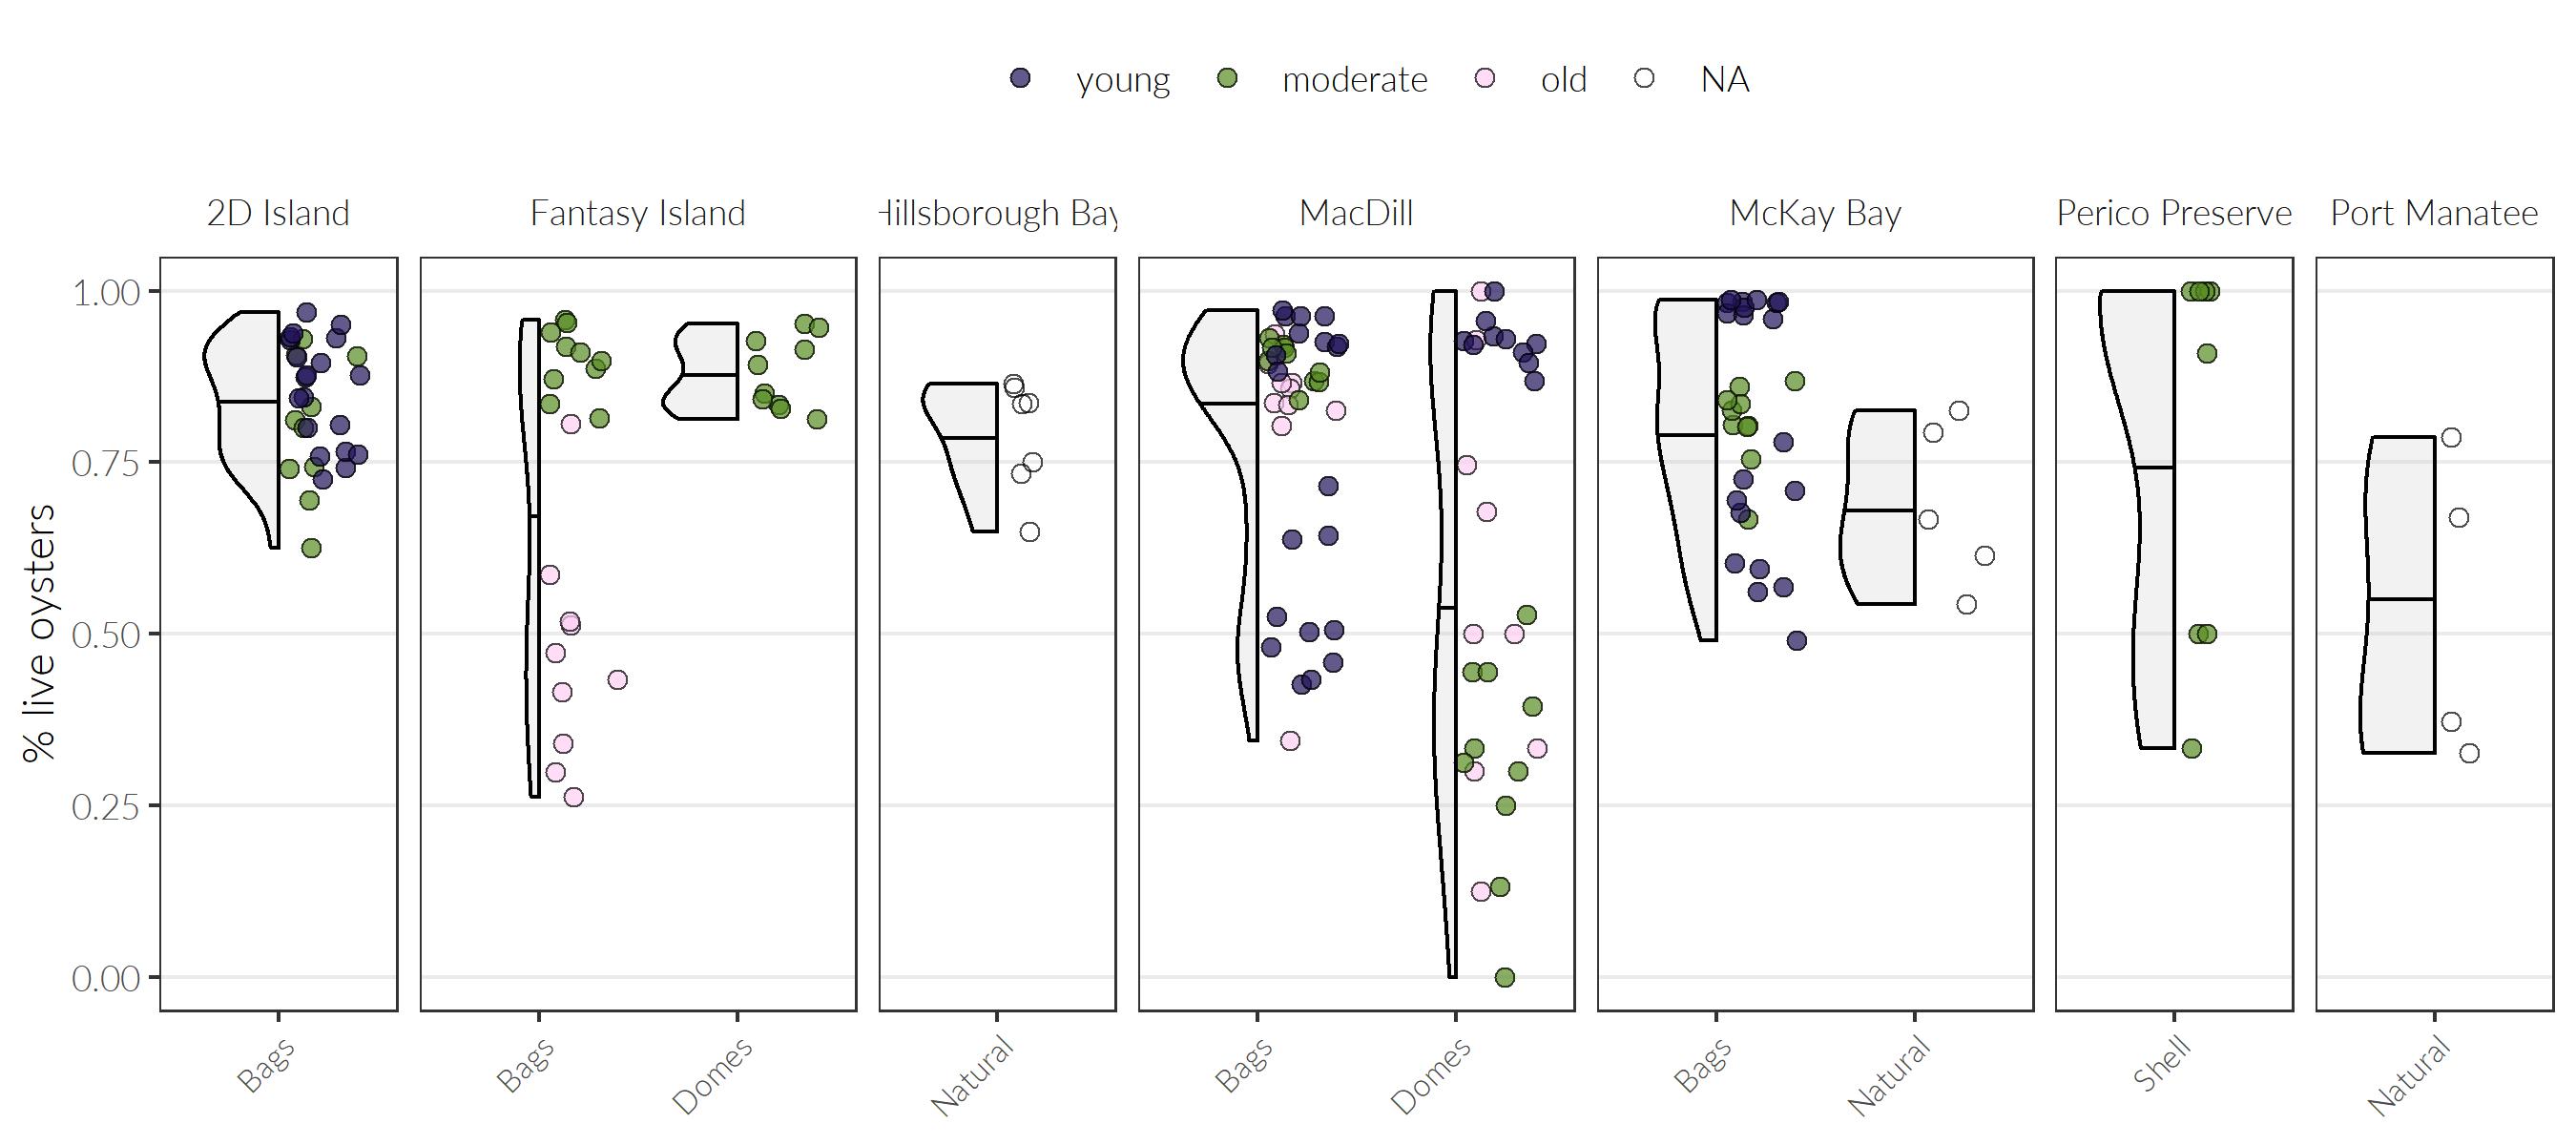 young moderate old NA
2D Island Fantasy Island Hillsborough Bay MacDill McKay Bay Perico Preserve Port Manatee
% live oysters
1.00
0.75
0.50
0.25
0.00
Bags Bags Domes Natural Bags Domes Bags Natural Shell Natural